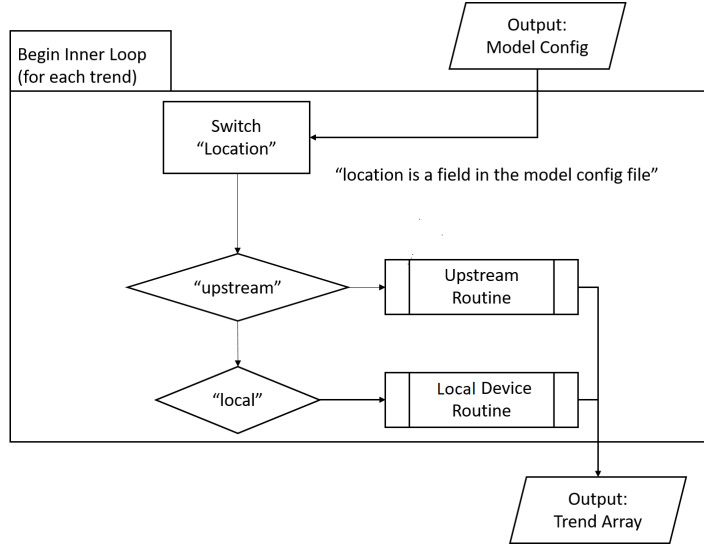 Output:
Model Config
Begin Inner Loop
(for each trend)
Switch
“Location”
“location is a field in the model config file”
“upstream”
Upstream
Routine
“local”
Local Device
Routine
Output:
Trend Array